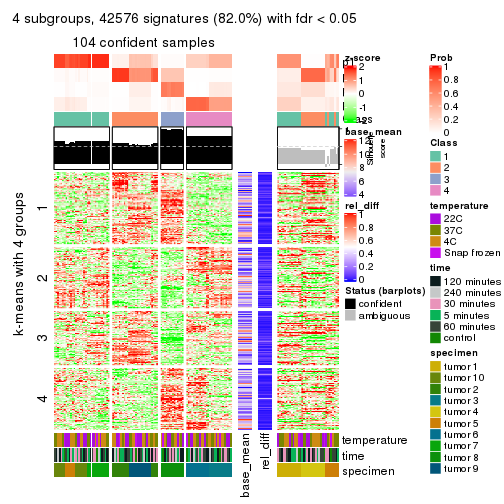 4 subgroups, 42576 signatures (82.0%) with fdr < 0.05
104 confident samples
k-means with 4 groups
1
2
3
4
base_mean
rel_diff
temperature
time
specimen
z-score
2
1
0
-1
-2
base_mean
12
10
8
6
rel_diff
1
0.8
0.6
0.4
0.2
0
Status (barplots)
confident
ambiguous
Silhouette
score
Prob
1
0.8
0.6
0.4
0.2
0
Class
1
2
3
4
temperature
22C
37C
4C
Snap frozen
time
120 minutes
240 minutes
30 minutes
5 minutes
60 minutes
control
specimen
tumor 1
tumor 10
tumor 2
tumor 3
tumor 4
tumor 5
tumor 6
tumor 7
tumor 8
tumor 9